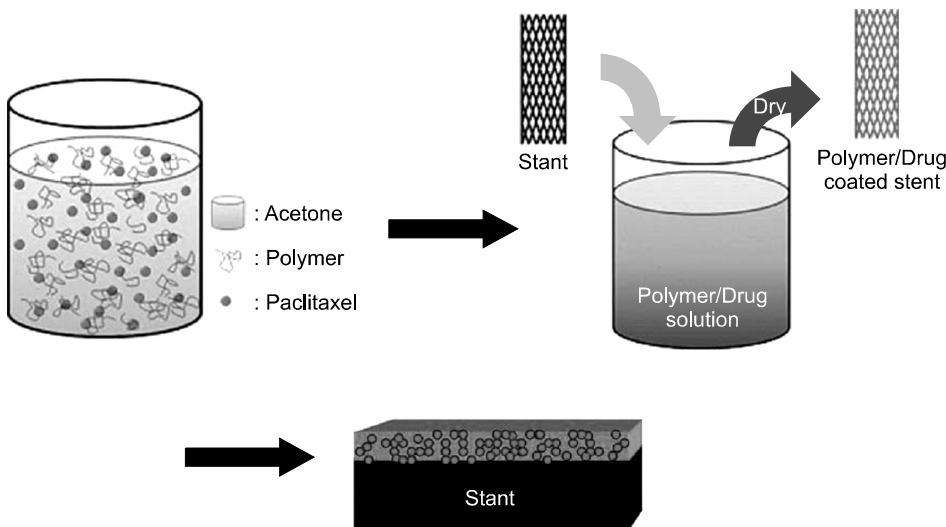 : Acetone
: Polymer
: Paclitaxel
Stant
Dry
Polymer/Drug
coated stent
Polymer/Drug
solution
Stant